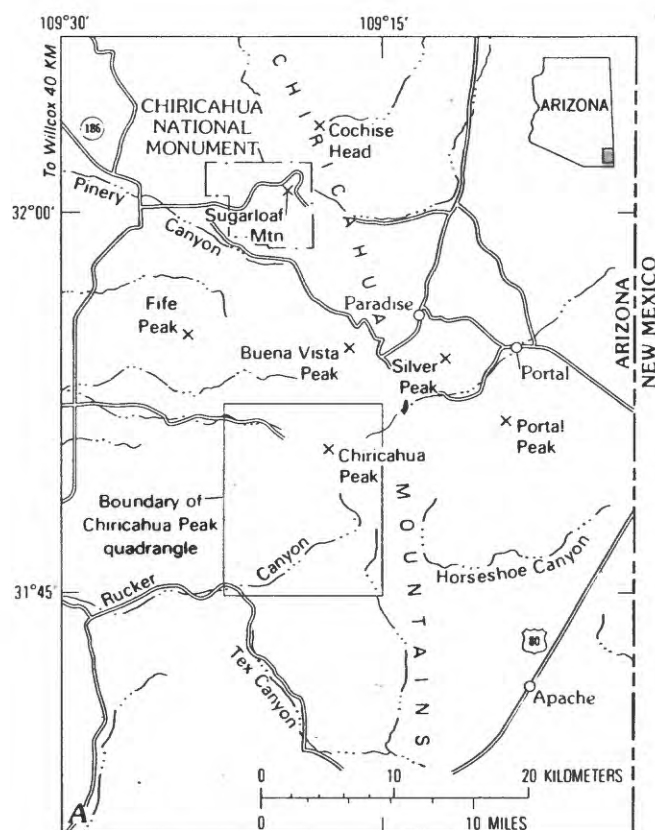 109°30'
109°15'
To Willcox 40 KM
186
CHIRICAHUA
NATIONAL
MONUMENT
CHIRICAHUA
Cochise
Head
ARIZONA
Pinery
Canyon
32°00'
Sugarloaf
Mtn
Fife
Peak
Paradise
Buena Vista
Peak
Silver
Peak
Portal
ARIZONA
NEW MEXICO
Portal
Peak
Chiricahua
Peak
Boundary of
Chiricahua Peak
quadrangle
MOUNTAINS
Horseshoe Canyon
31°45'
Rucker
Canyon
Tex Canyon
80
Apache
A
0 10 20 KILOMETERS
0 10 MILES